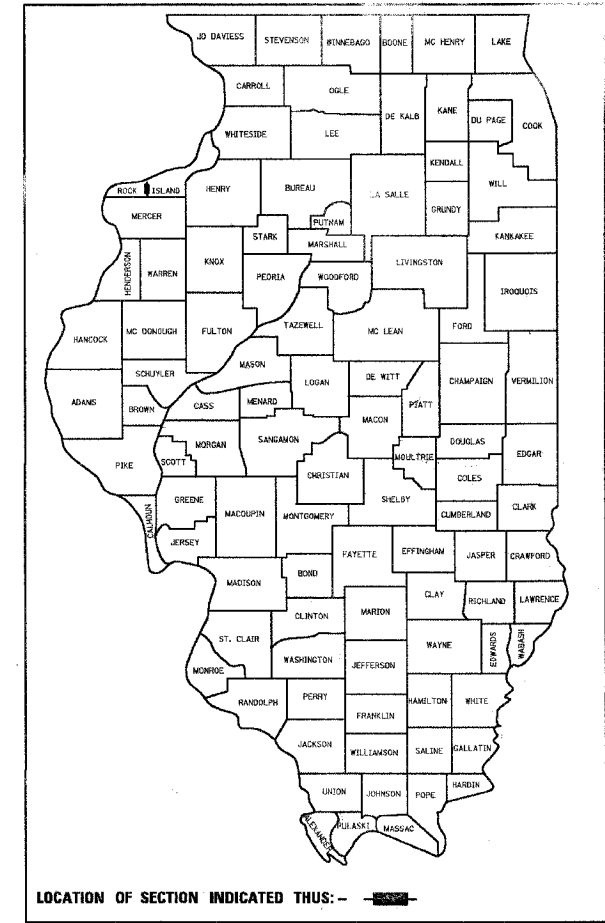 JO DAVIESS STEVENSON WINNEBAGO BOONE MC HENRY LAKE
CARROLL OGLE DE KALB KANE DU PAGE COOK
WHITESIDE LEE KENDALL WILL
ROCK ISLAND HENRY BUREAU LA SALLE GRUNDY
MERCER PUTNAM KANKAKEE
STARK MARSHALL
HENDERSON WARREN KNOX PEORIA WOODFORD LIVINGSTON IROQUOIS
HANCOCK MC DONOUGH FULTON TAZEWELL MC LEAN FORD
SCHUYLER MASON LOGAN DE WITT CHAMPAIGN VERMILION
ADAMS BROWN CASS MENARD MACON PIATT
MORGAN SANGAMON MOULTRIE DOUGLAS EDGAR
PIKE SCOTT CHRISTIAN COLES
GREENE MACOUPIN MONTGOMERY SHELBY CUMBERLAND CLARK
CALHOUN JERSEY
FAYETTE EFFINGHAM JASPER CRAWFORD
MADISON BOND
CLINTON MARION CLAY RICHLAND LAWRENCE
ST. CLAIR WAYNE EDWARDS WABASH
MONROE WASHINGTON JEFFERSON
RANDOLPH PERRY HAMILTON WHITE
FRANKLIN
JACKSON WILLIAMSON SALINE GALLATIN
UNION JOHNSON POPE HARDIN
ALEXANDER PULASKI MASSAC
LOCATION OF SECTION INDICATED THUS: -